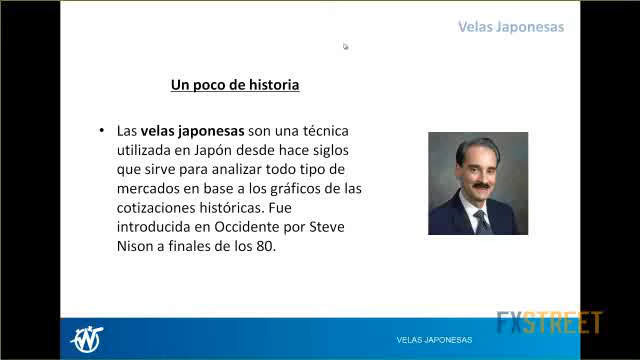 Velas Japonesas
Un poco de historia
• Las velas japonesas son una técnica
utilizada en Japón desde hace siglos
que sirve para analizar todo tipo de
mercados en base a los gráficos de las
cotizaciones históricas. Fue
introducida en Occidente por Steve
Nison a finales de los 80.
FXSTREET
VELAS JAPONESAS